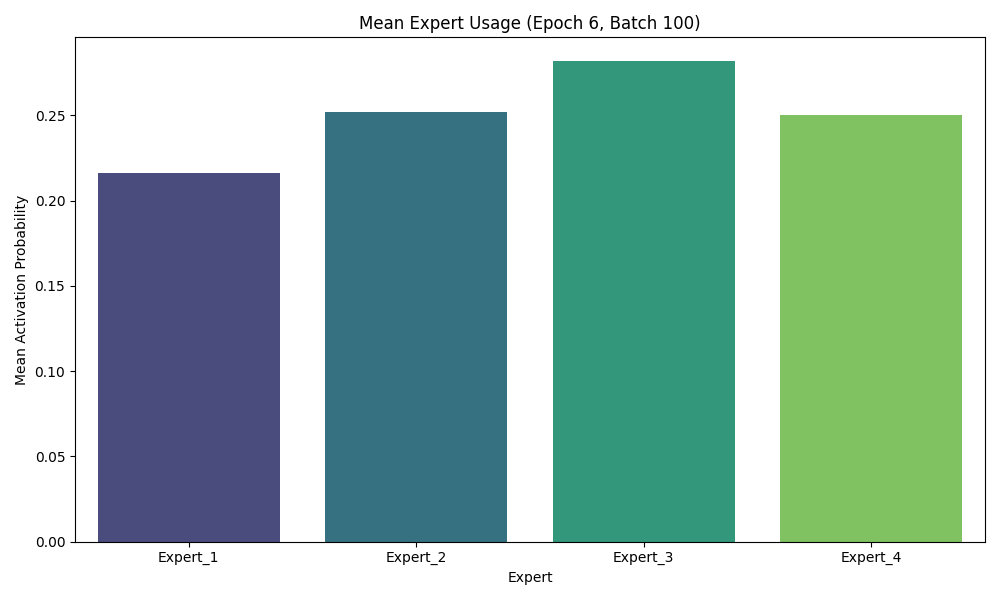 Mean Expert Usage (Epoch 6, Batch 100)
Mean Activation Probability
0.25
0.20
0.15
0.10
0.05
0.00
Expert_1 Expert_2 Expert_3 Expert_4
Expert